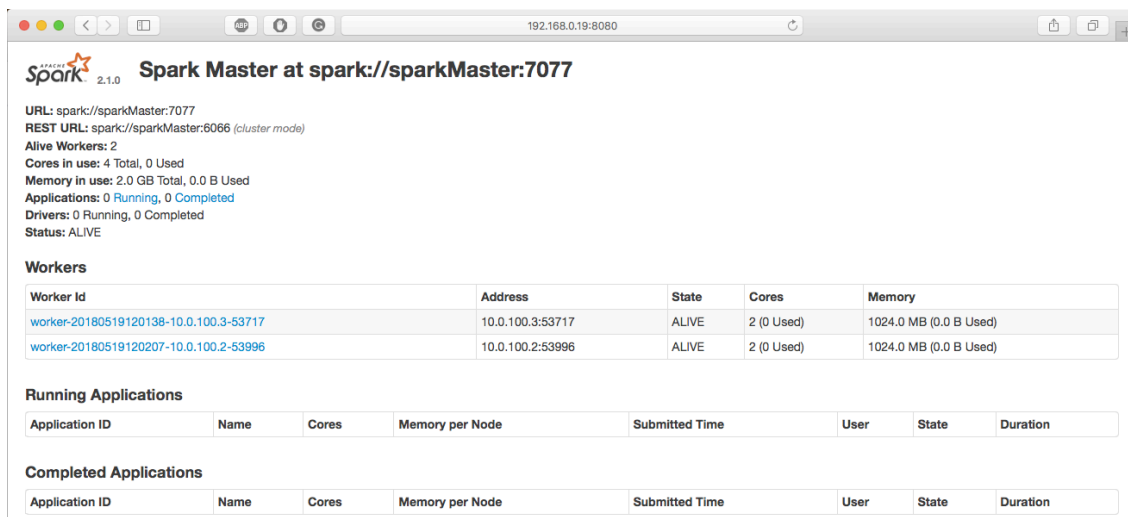 192.168.0.19:8080
ABP
APACHE
Spark 2.1.0 Spark Master at spark://sparkMaster:7077
URL: spark://sparkMaster:7077
REST URL: spark://sparkMaster:6066 (cluster mode)
Alive Workers: 2
Cores in use: 4 Total, 0 Used
Memory in use: 2.0 GB Total, 0.0 B Used
Applications: 0 Running, 0 Completed
Drivers: 0 Running, 0 Completed
Status: ALIVE
Workers
Worker Id Address State Cores Memory
worker-20180519120138-10.0.100.3-53717 10.0.100.3:53717 ALIVE 2 (0 Used) 1024.0 MB (0.0 B Used)
worker-20180519120207-10.0.100.2-53996 10.0.100.2:53996 ALIVE 2 (0 Used) 1024.0 MB (0.0 B Used)
Running Applications
Application ID Name Cores Memory per Node Submitted Time User State Duration
Completed Applications
Application ID Name Cores Memory per Node Submitted Time User State Duration